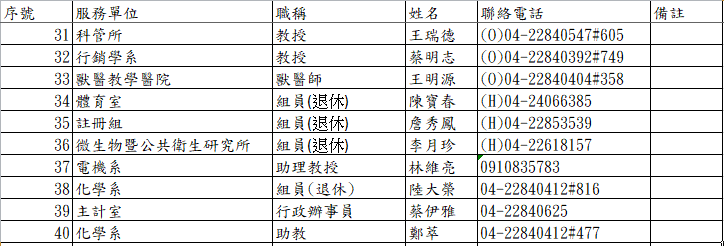 序號 服務單位 職稱 姓名 聯絡電話 備註
31 科管所 教授 王瑞德 (O)04-22840547#605
32 行銷學系 教授 蔡明志 (O)04-22840392#749
33 獸醫教學醫院 獸醫師 王明源 (O)04-22840404#358
34 體育室 組員(退休) 陳寶春 (H)04-24066385
35 註冊組 組員(退休) 詹秀鳳 (H)04-22853539
36 微生物暨公共衛生研究所 組員(退休) 李月珍 (H)04-22618157
37 電機系 助理教授 林維亮 0910835783
38 化學系 組員(退休) 陸大榮 04-22840412#816
39 主計室 行政辦事員 蔡伊雅 04-22840625
40 化學系 助教 鄭萃 04-22840412#477